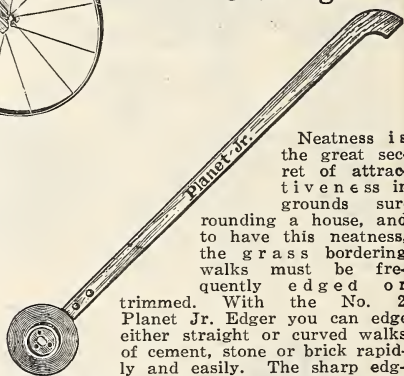 Planet Jr.
Neatness is
the great sec-
ret of attrac-
tiveness in
grounds sur-
rounding a house, and
to have this neatness,
the grass bordering
walks must be fre-
quently edged or
trimmed. With the No. 2
Planet Jr. Edger you can edge
either straight or curved walks
of cement, stone or brick rapid-
ly and easily. The sharp edg-